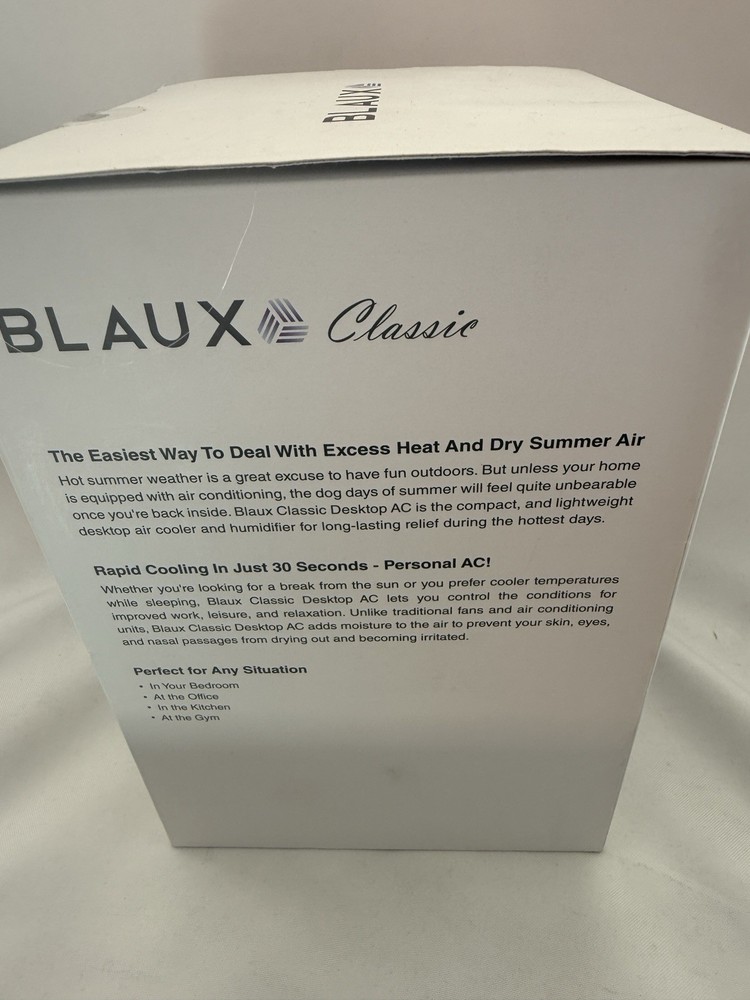 BLAUX
BLAUX Classic
The Easiest Way To Deal With Excess Heat And Dry Summer Air
Hot summer weather is a great excuse to have fun outdoors. But unless your home
is equipped with air conditioning, the dog days of summer will feel quite unbearable
once you're back inside. Blaux Classic Desktop AC is the compact, and lightweight
desktop air cooler and humidifier for long-lasting relief during the hottest days.
Rapid Cooling In Just 30 Seconds - Personal AC!
Whether you're looking for a break from the sun or you prefer cooler temperatures
while sleeping, Blaux Classic Desktop AC lets you control the conditions for
improved work, leisure, and relaxation. Unlike traditional fans and air conditioning
units, Blaux Classic Desktop AC adds moisture to the air to prevent your skin, eyes,
and nasal passages from drying out and becoming irritated.
Perfect for Any Situation
• In Your Bedroom
• At the Office
• In the Kitchen
• At the Gym